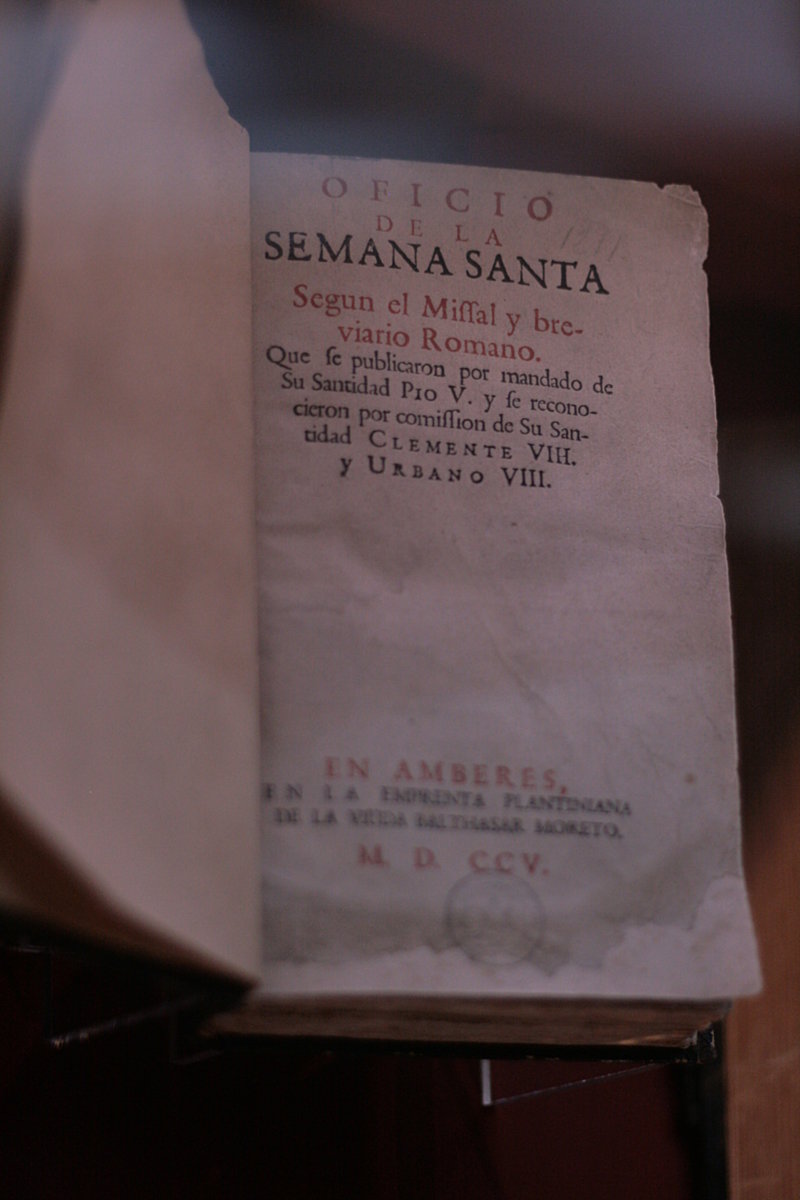 OFICIO
DE LA
SEMANA SANTA
Segun el Miſſal y bre-
viario Romano.
Que ſe publicaron por mandado de
Su Santidad PIO V. y ſe recono-
cieron por comiſſion de Su San-
tidad CLEMENTE VIII.
y URBANO VIII.
EN AMBERES,
EN LA EMPRENTA PLANTINIANA
DE LA VIUDA BALTHASAR MORETO.
M. D. CCV.